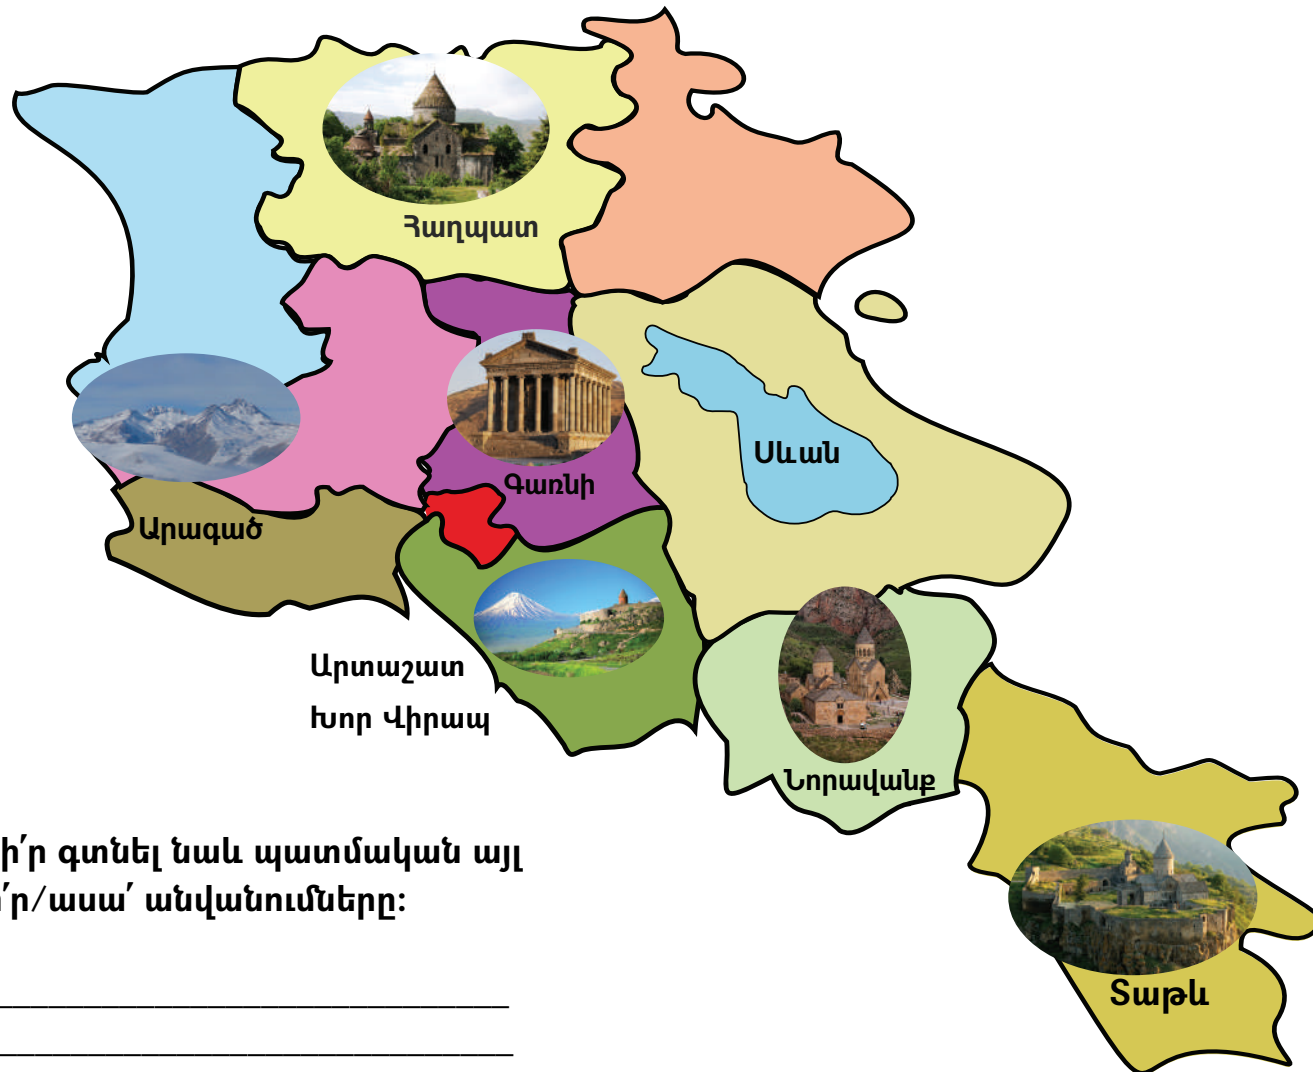 Հաղպատ
Սևան
Գառնի
Արագած
Արտաշատ
Խոր Վիրապ
Նորավանք
ի՛ր գտնել նաև պատմական այլ
ի՛ր/ասա՛ անվանումները:
Տաթև